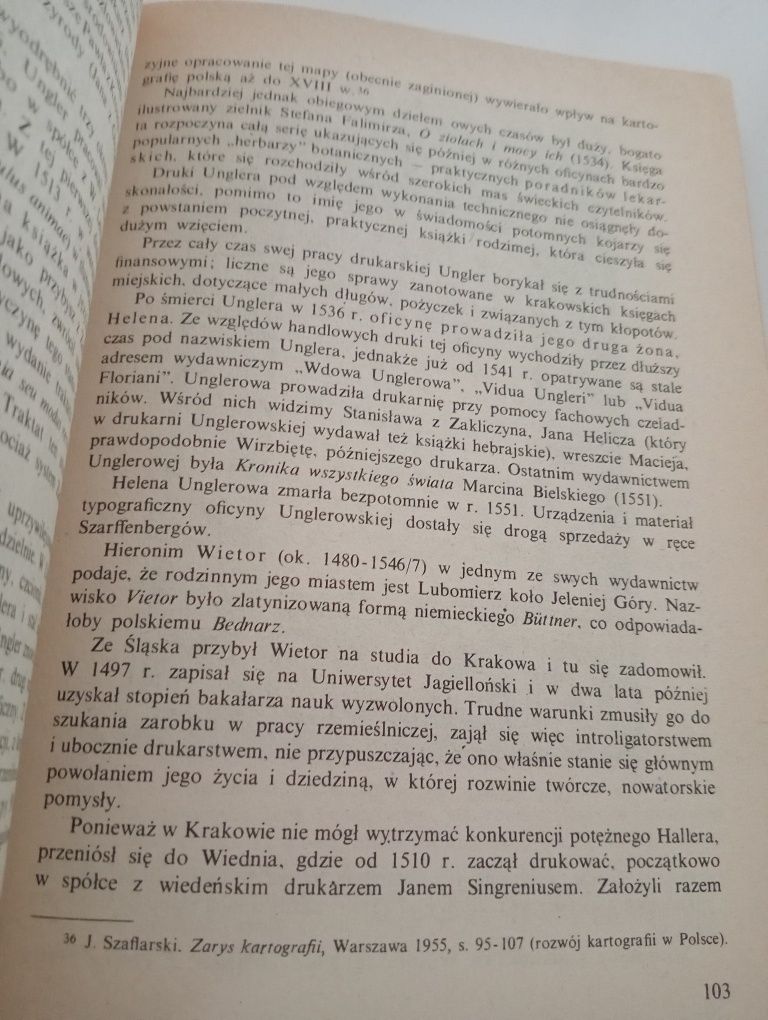 zyjne opracowanie tej mapy (obecnie zaginionej) wywierało wpływ na karto-
grafię polską aż do XVIII w.³⁶
Najbardziej jednak obiegowym dziełem owych czasów był duży, bogato
ilustrowany zielnik Stefana Falimirza, O ziołach i mocy ich (1534). Księga
ta rozpoczyna całą serię ukazujących się później w różnych oficynach bardzo
popularnych „herbarzy" botanicznych — praktycznych poradników lekar-
skich, które się rozchodziły wśród szerokich mas świeckich czytelników.
Druki Unglera pod względem wykonania technicznego nie osiągnęły do-
skonałości, pomimo to imię jego w świadomości potomnych kojarzy się
z powstaniem poczytnej, praktycznej książki rodzimej, która cieszyła się
dużym wzięciem.
Przez cały czas swej pracy drukarskiej Ungler borykał się z trudnościami
finansowymi; liczne są jego sprawy zanotowane w krakowskich księgach
miejskich, dotyczące małych długów, pożyczek i związanych z tym kłopotów.
Po śmierci Unglera w 1536 r. oficynę prowadziła jego druga żona,
Helena. Ze względów handlowych druki tej oficyny wychodziły przez dłuższy
czas pod nazwiskiem Unglera, jednakże już od 1541 r. opatrywane są stale
adresem wydawniczym „Wdowa Unglerowa", „Vidua Ungleri" lub „Vidua
Floriani". Unglerowa prowadziła drukarnię przy pomocy fachowych czelad-
ników. Wśród nich widzimy Stanisława z Zakliczyna, Jana Helicza (który
w drukarni Unglerowskiej wydawał też książki hebrajskie), wreszcie Macieja,
prawdopodobnie Wirzbiętę, późniejszego drukarza. Ostatnim wydawnictwem
Unglerowej była Kronika wszystkiego świata Marcina Bielskiego (1551).
Helena Unglerowa zmarła bezpotomnie w r. 1551. Urządzenia i materiał
typograficzny oficyny Unglerowskiej dostały się drogą sprzedaży w ręce
Szarffenbergów.
Hieronim Wietor (ok. 1480-1546/7) w jednym ze swych wydawnictw
podaje, że rodzinnym jego miastem jest Lubomierz koło Jeleniej Góry. Naz-
wisko Vietor było zlatynizowaną formą niemieckiego Büttner, co odpowiada-
łoby polskiemu Bednarz.
Ze Śląska przybył Wietor na studia do Krakowa i tu się zadomowił.
W 1497 r. zapisał się na Uniwersytet Jagielloński i w dwa lata później
uzyskał stopień bakałarza nauk wyzwolonych. Trudne warunki zmusiły go do
szukania zarobku w pracy rzemieślniczej, zajął się więc introligatorstwem
i ubocznie drukarstwem, nie przypuszczając, że ono właśnie stanie się głównym
powołaniem jego życia i dziedziną, w której rozwinie twórcze, nowatorskie
pomysły.
Ponieważ w Krakowie nie mógł wytrzymać konkurencji potężnego Hallera,
przeniósł się do Wiednia, gdzie od 1510 r. zaczął drukować, początkowo
w spółce z wiedeńskim drukarzem Janem Singreniusem. Założyli razem
³⁶ J. Szaflarski. Zarys kartografii, Warszawa 1955, s. 95-107 (rozwój kartografii w Polsce).
103